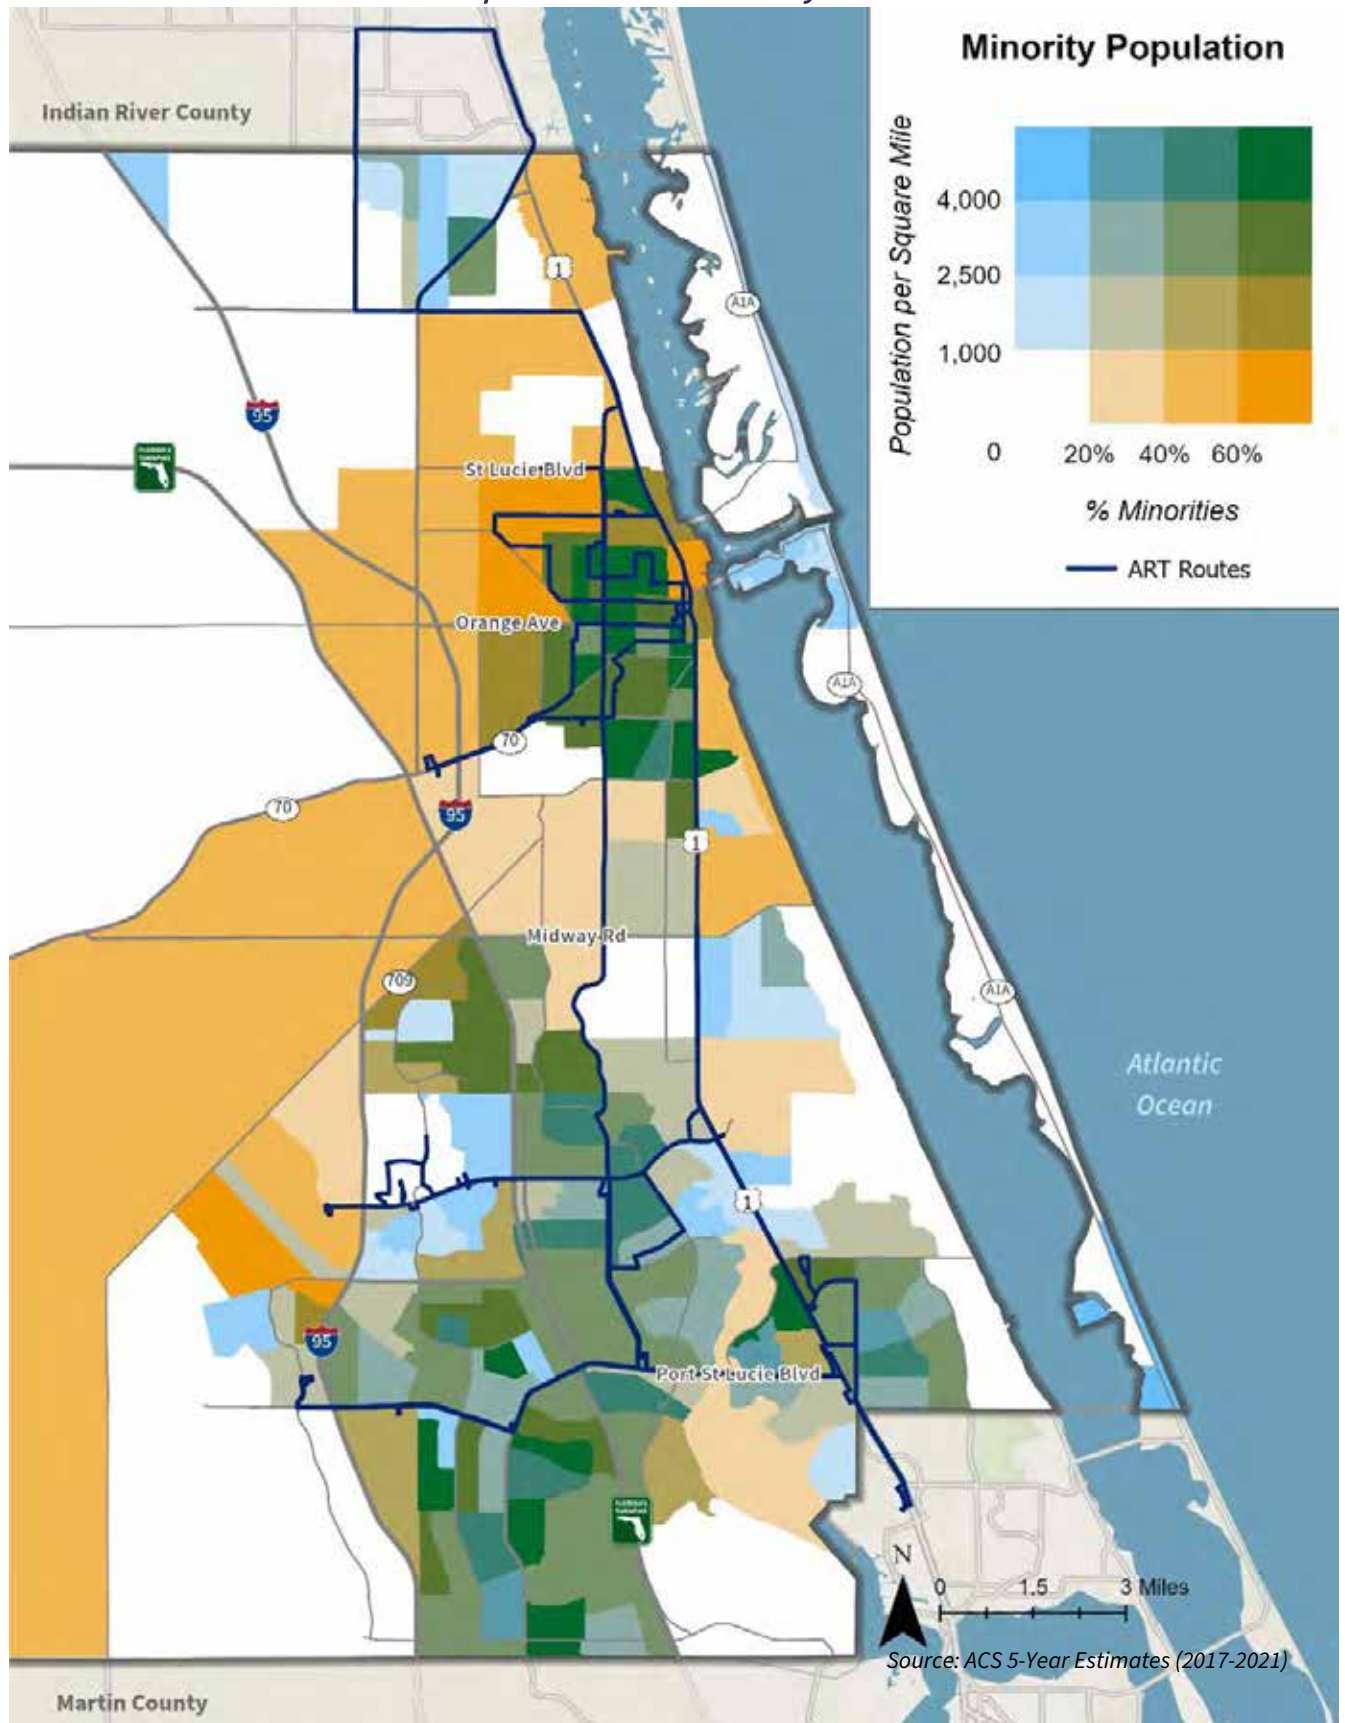 Indian River County
Minority Population
Population per Square Mile
4,000
2,500
1,000
0
20% 40% 60%
% Minorities
ART Routes
1
A1A
95
St Lucie Blvd
Orange Ave
A1A
70
70
95
1
Midway Rd
709
A1A
Atlantic
Ocean
1
95
Port St Lucie Blvd
N
0 1.5 3 Miles
Source: ACS 5-Year Estimates (2017-2021)
Martin County